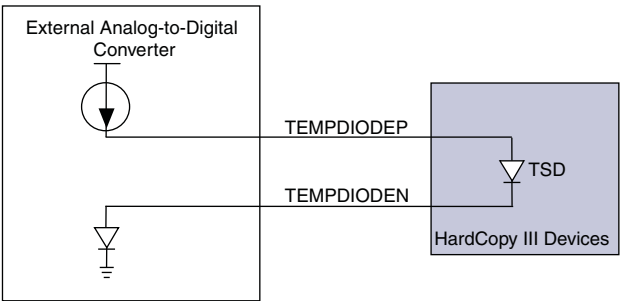 External Analog-to-Digital
Converter
TEMPDIODEP
TSD
TEMPDIODEN
HardCopy III Devices